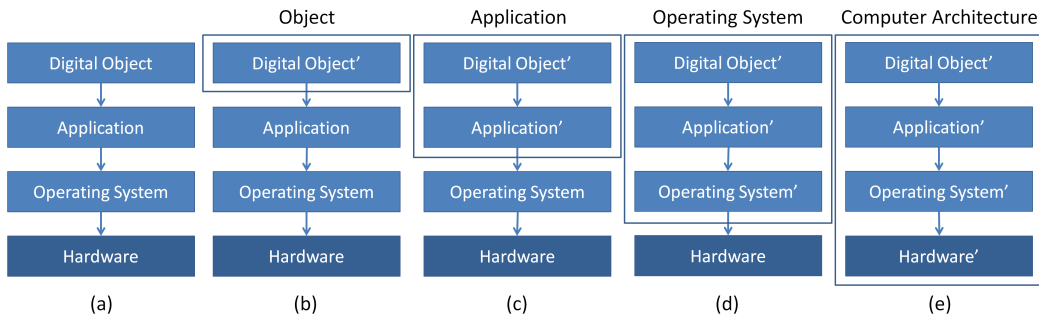 Object
Application
Operating System
Computer Architecture
Digital Object
Digital Object’
Digital Object’
Digital Object’
Digital Object’
Application
Application
Application’
Application’
Application’
Operating System
Operating System
Operating System
Operating System’
Operating System’
Hardware
Hardware
Hardware
Hardware
Hardware’
(a)
(b)
(c)
(d)
(e)